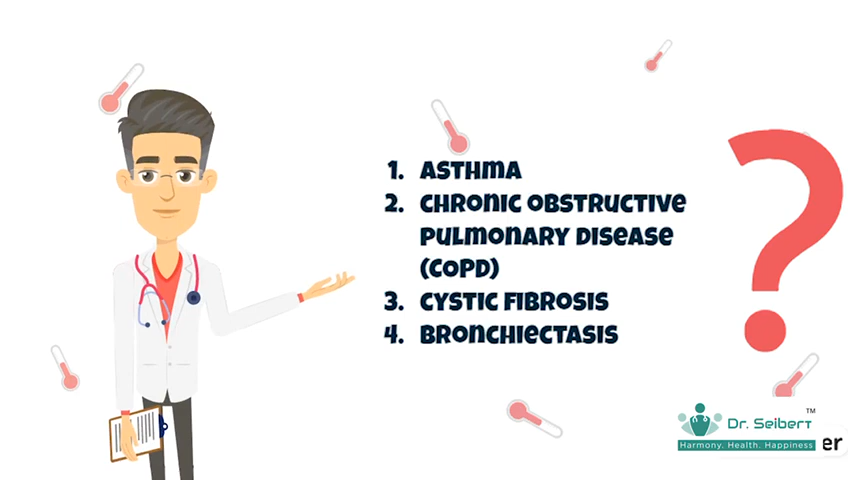 1. ASTHMA
2. CHRONIC OBSTRUCTIVE
PULMONARY DISEASE
(COPD)
3. CYSTIC FIBROSIS
4. BRONCHIECTASIS
?
TM
Dr. Seibert
Harmony. Health. Happiness
er